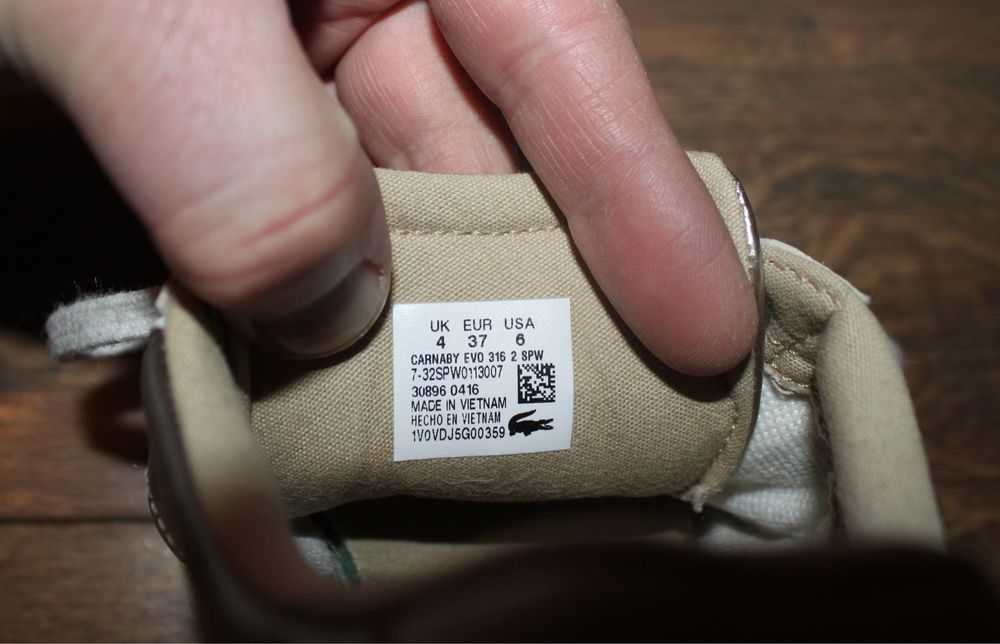 UK EUR USA
4 37 6
CARNABY EVO 316 2 SPW
7-32SPW0113007
30896 0416
MADE IN VIETNAM
HECHO EN VIETNAM
1V0VDJ5G00359